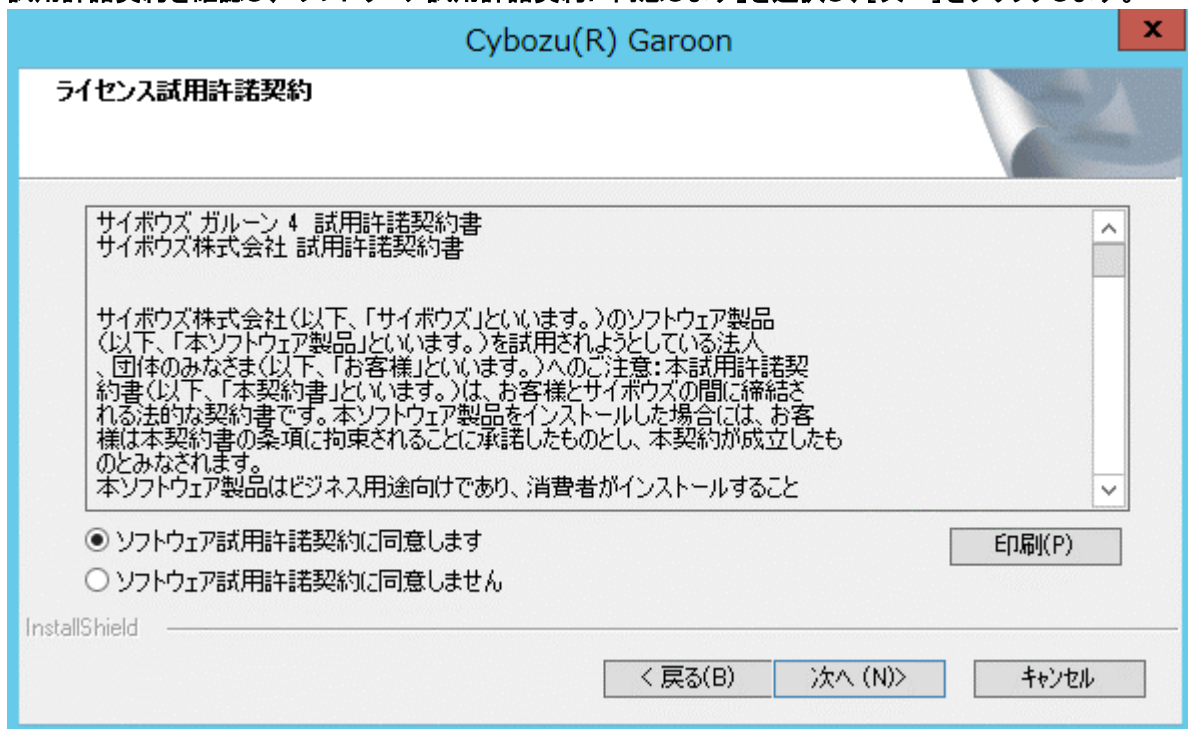 Cybozu(R) Garoon
x
ライセンス試用許諾契約
サイボウズ ガルーン 4 試用許諾契約書
サイボウズ株式会社 試用許諾契約書
サイボウズ株式会社(以下、「サイボウズ」といいます。)のソフトウェア製品
(以下、「本ソフトウェア製品」といいます。)を試用されようとしている法人
、団体のみなさま(以下、「お客様」といいます。)へのご注意:本試用許諾契
約書(以下、「本契約書」といいます。)は、お客様とサイボウズの間に締結さ
れる法的な契約書です。本ソフトウェア製品をインストールした場合には、お客
様は本契約書の条項に拘束されることに承諾したものとし、本契約が成立したも
のとみなされます。
本ソフトウェア製品はビジネス用途向けであり、消費者がインストールすること
ソフトウェア試用許諾契約に同意します
印刷(P)
ソフトウェア試用許諾契約に同意しません
InstallShield
< 戻る(B) 次へ (N)> キャンセル